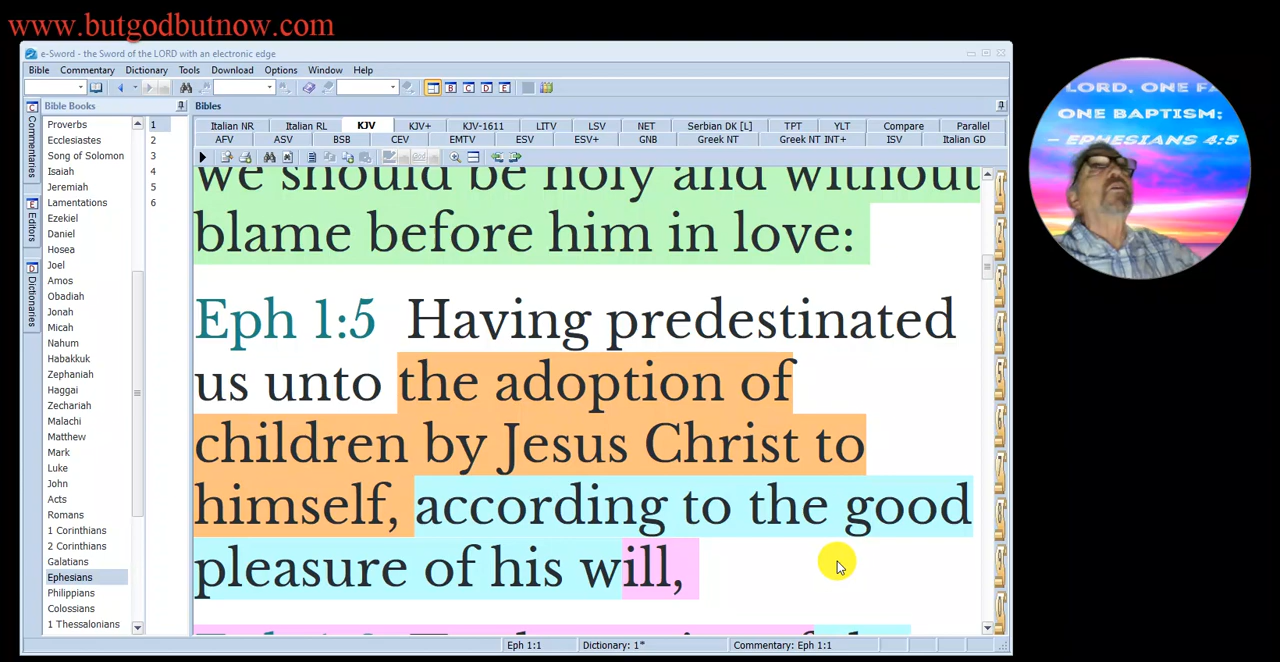 www.butgodbutnow.com
e-Sword - the Sword of the LORD with an electronic edge
Bible Commentary Dictionary Tools Download Options Window Help
Commentaries
Editors
Dictionaries
Bible Books
Proverbs
Ecclesiastes
Song of Solomon
Isaiah
Jeremiah
Lamentations
Ezekiel
Daniel
Hosea
Joel
Amos
Obadiah
Jonah
Micah
Nahum
Habakkuk
Zephaniah
Haggai
Zechariah
Malachi
Matthew
Mark
Luke
John
Acts
Romans
1 Corinthians
2 Corinthians
Galatians
Ephesians
Philippians
Colossians
1 Thessalonians
1
2
3
4
5
6
Bibles
Italian NR Italian RL KJV KJV+ KJV-1611 LITV LSV NET Serbian DK [L] TPT YLT Compare Parallel
AFV ASV BSB CEV EMTV ESV ESV+ GNB Greek NT Greek NT INT+ ISV Italian GD
we should be holy and without
blame before him in love:
Eph 1:5 Having predestinated
us unto the adoption of
children by Jesus Christ to
himself, according to the good
pleasure of his will,
Eph 1:1 Dictionary: 1* Commentary: Eph 1:1
LORD, ONE FA
ONE BAPTISM;
– EPHESIANS 4:5